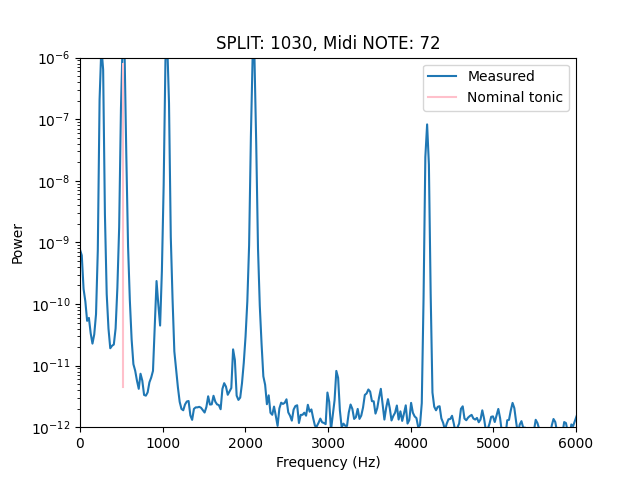 SPLIT: 1030, Midi NOTE: 72
Power
10⁻⁶
10⁻⁷
10⁻⁸
10⁻⁹
10⁻¹⁰
10⁻¹¹
10⁻¹²
Measured
Nominal tonic
0 1000 2000 3000 4000 5000 6000
Frequency (Hz)